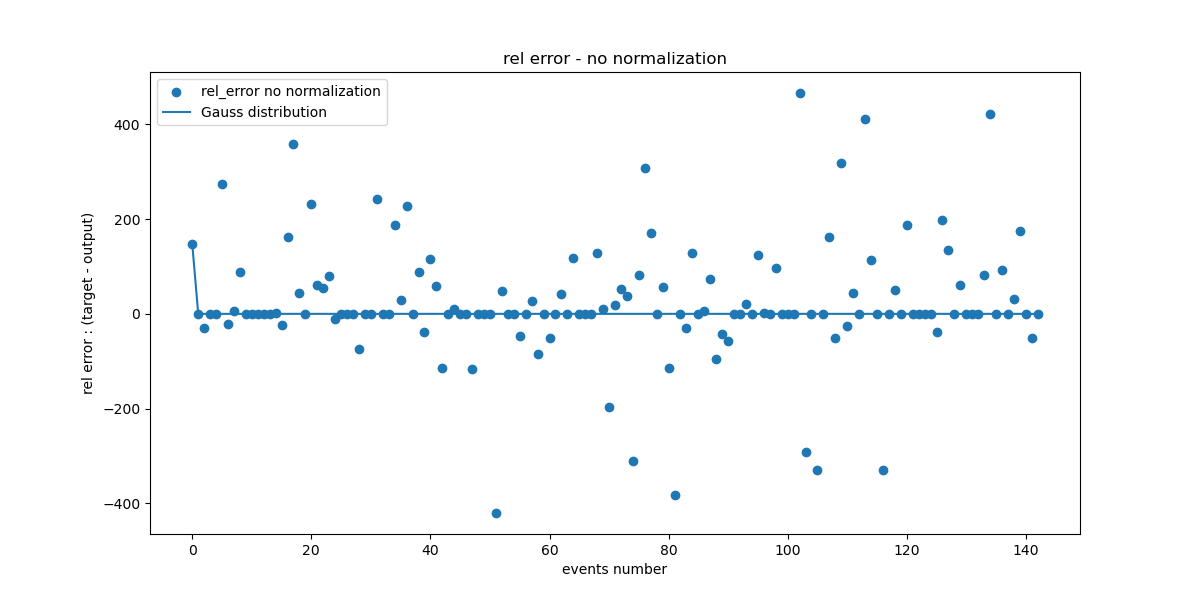 rel error - no normalization
rel_error no normalization
Gauss distribution
rel error : (target - output)
400
200
0
−200
−400
0 20 40 60 80 100 120 140
events number